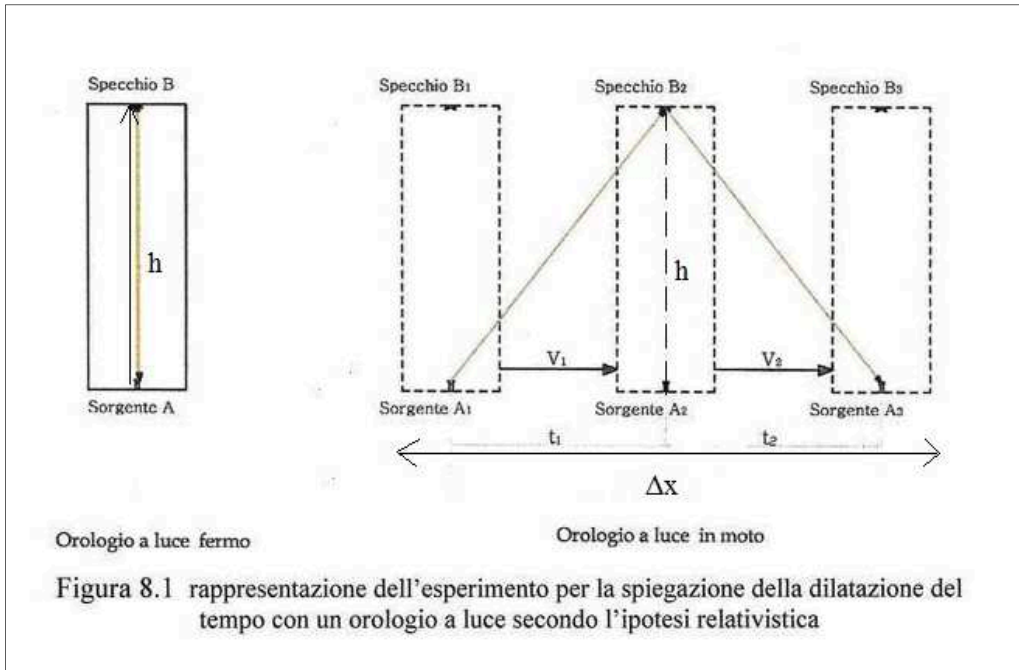 Specchio B
Specchio B1
Specchio B2
Specchio B3
h
h
V1
V2
Sorgente A
Sorgente A1
Sorgente A2
Sorgente A3
t1
t2
Δx
Orologio a luce fermo
Orologio a luce in moto
Figura 8.1 rappresentazione dell'esperimento per la spiegazione della dilatazione del
tempo con un orologio a luce secondo l'ipotesi relativistica